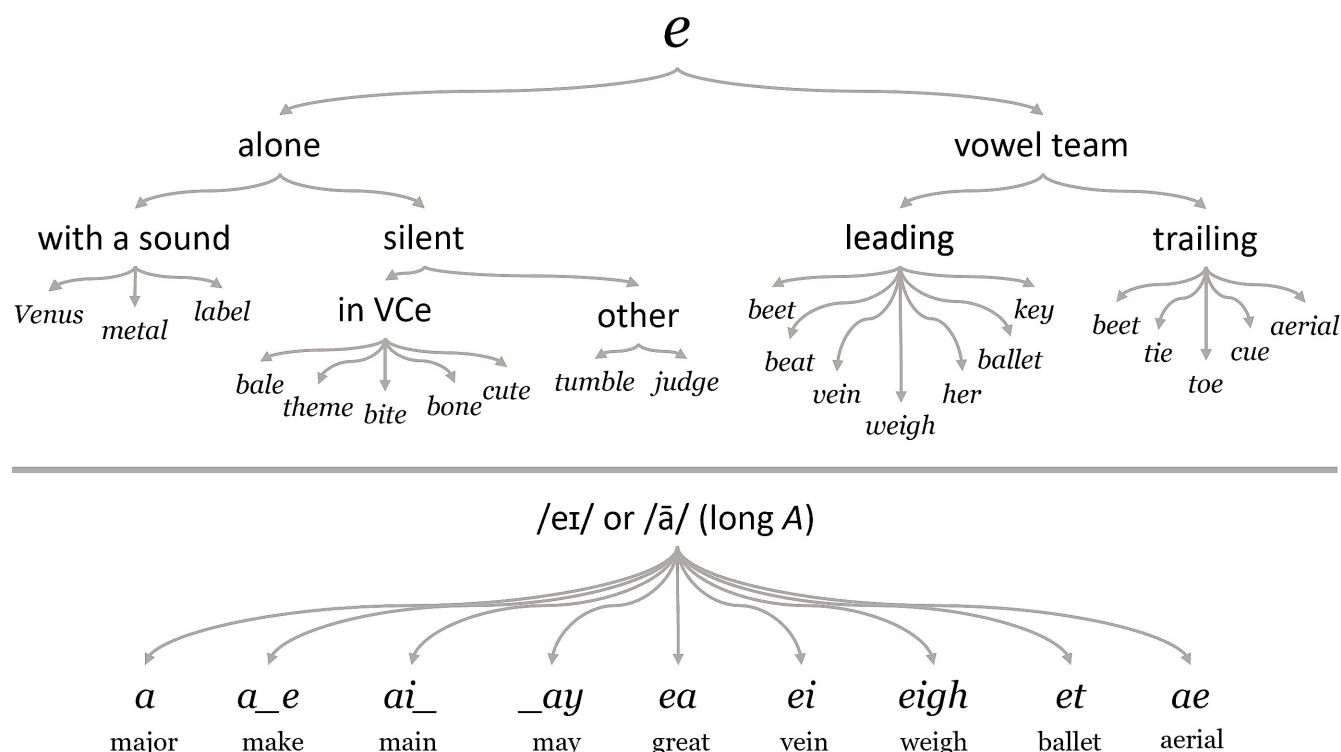 e
alone vowel team
with a sound silent leading trailing
Venus metal label in VCe other beet key beet aerial
bale theme bite bone cute tumble judge beat vein weigh her ballet tie toe cue
/eɪ/ or /ā/ (long A)
a a_e ai_ _ay ea ei eigh et ae
major make main may great vein weigh ballet aerial